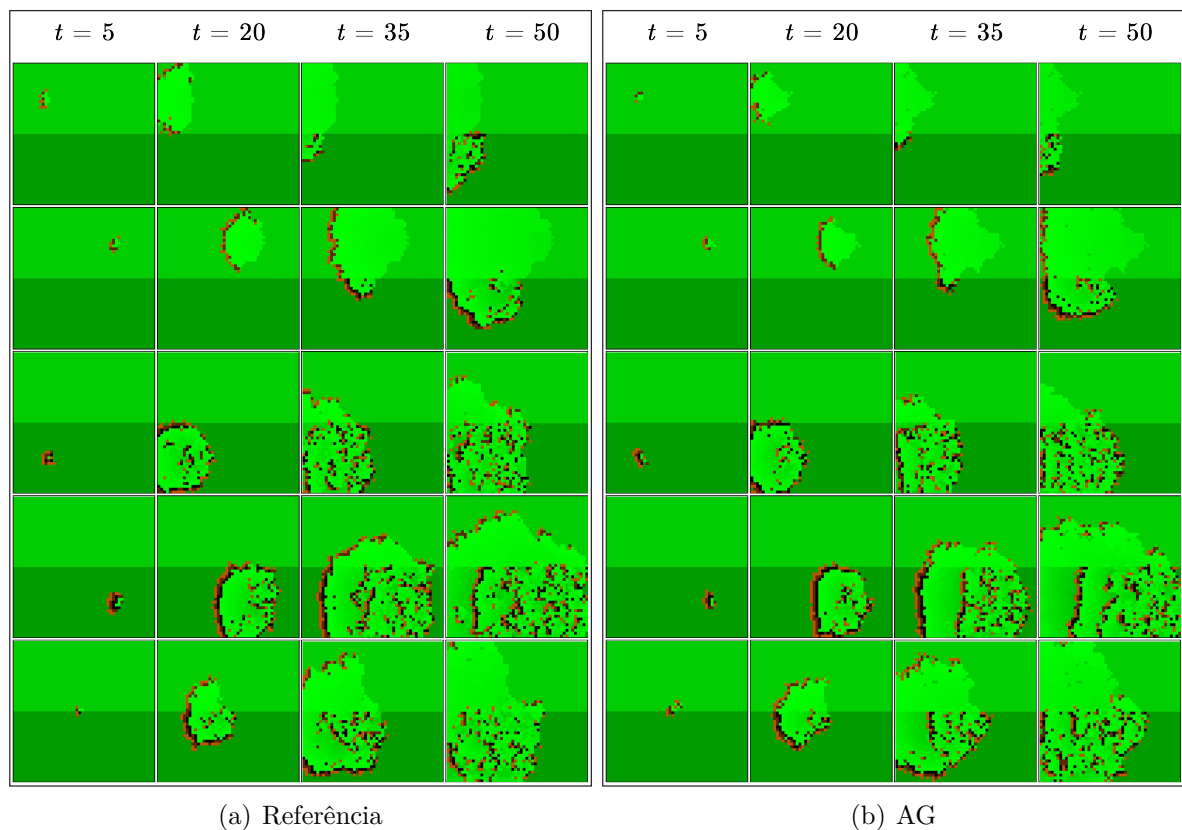 t = 5 t = 20 t = 35 t = 50 t = 5 t = 20 t = 35 t = 50
(a) Referência (b) AG